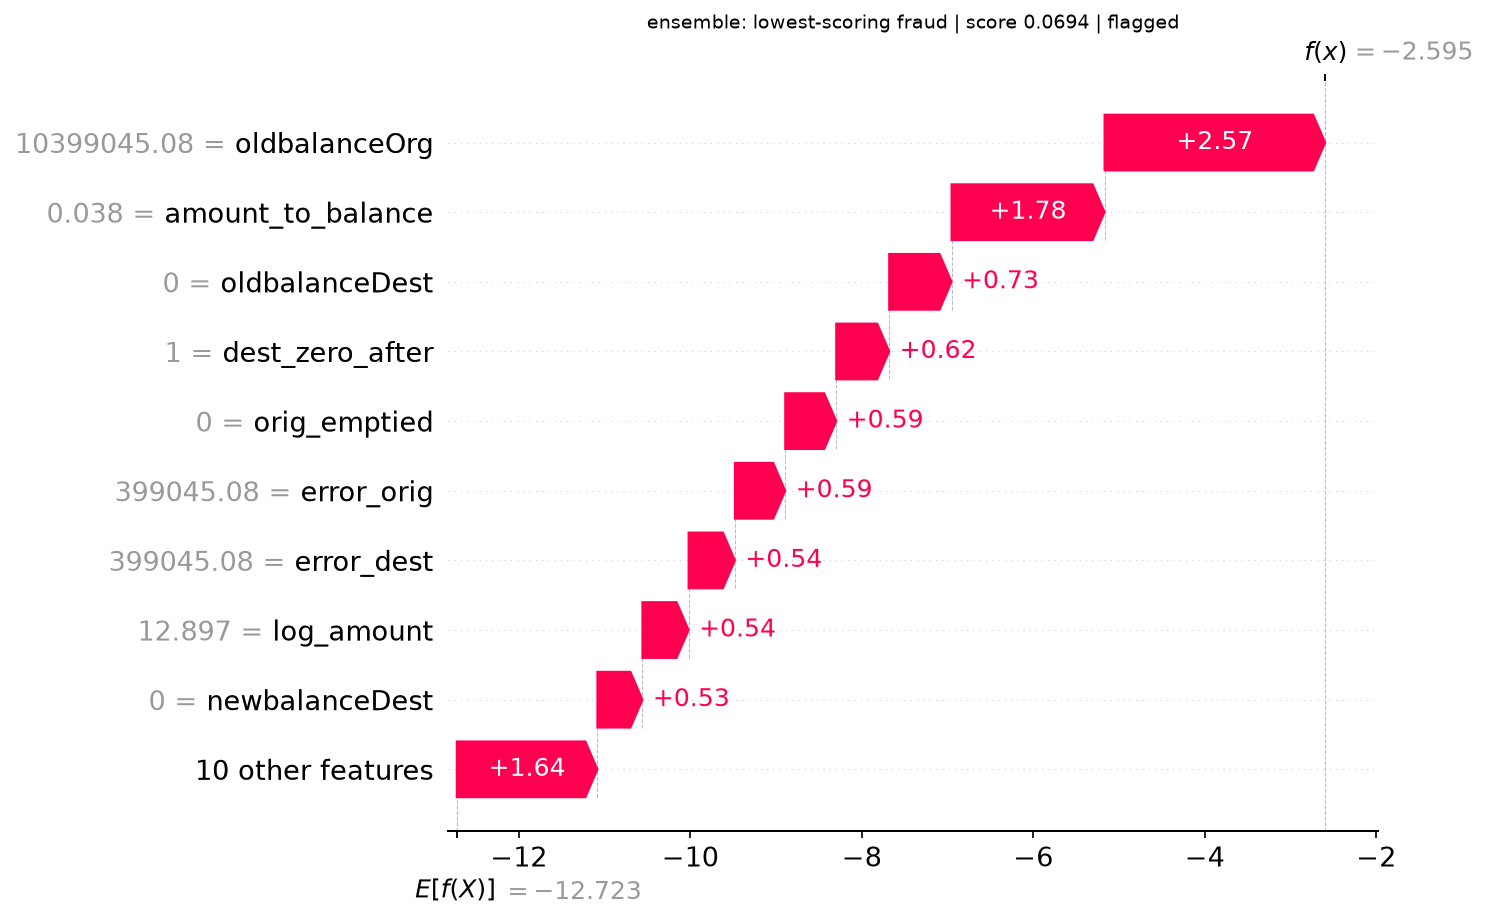 ensemble: lowest-scoring fraud | score 0.0694 | flagged
f(x) = −2.595
10399045.08 = oldbalanceOrg +2.57
0.038 = amount_to_balance +1.78
0 = oldbalanceDest +0.73
1 = dest_zero_after +0.62
0 = orig_emptied +0.59
399045.08 = error_orig +0.59
399045.08 = error_dest +0.54
12.897 = log_amount +0.54
0 = newbalanceDest +0.53
10 other features +1.64
−12 −10 −8 −6 −4 −2
E[f(X)] = −12.723